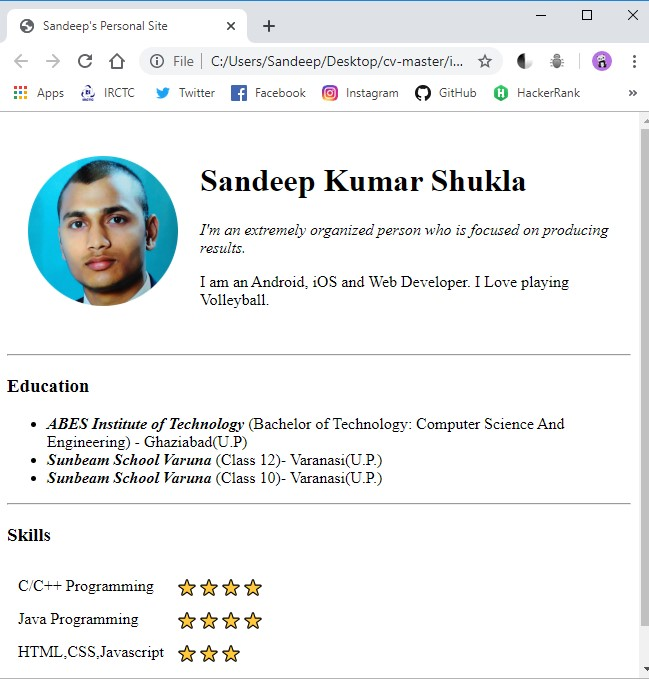 Sandeep's Personal Site
File | C:/Users/Sandeep/Desktop/cv-master/i...
Apps IRCTC Twitter Facebook Instagram GitHub HackerRank »
Sandeep Kumar Shukla
I'm an extremely organized person who is focused on producing
results.
I am an Android, iOS and Web Developer. I Love playing
Volleyball.
Education
ABES Institute of Technology (Bachelor of Technology: Computer Science And
Engineering) - Ghaziabad(U.P)
Sunbeam School Varuna (Class 12)- Varanasi(U.P.)
Sunbeam School Varuna (Class 10)- Varanasi(U.P.)
Skills
C/C++ Programming
Java Programming
HTML,CSS,Javascript